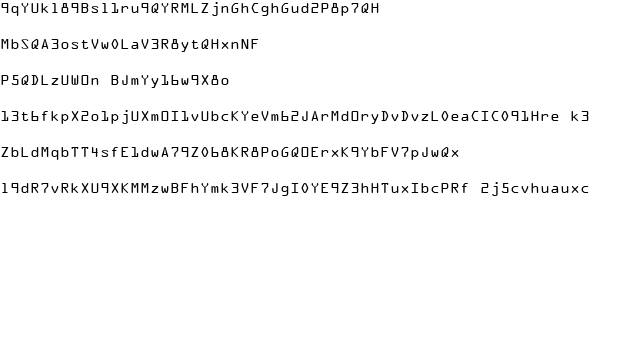 9qYUkl89Bsl1ru9QYRMLZjnGhCghGud2P8p7QH
MbSQA3ostVw0LaV3R8ytQHxnNF
P5QDLzUWOn BJmYy16w9X8o
13t6fkpX2o1pjUXmOI1vUbcKYeVm62JArMdOryDvDvzL0eaCIC091Hre k3
ZbLdMqbTT4sfE1dwA79Z068KR8PoGQOErxK9YbFV7pJwQx
19dR7vRkXU9XKMMzwBFhYmk3VF7JgI0YE9Z3hHTuxIbcPRf 2j5cvhuauxc